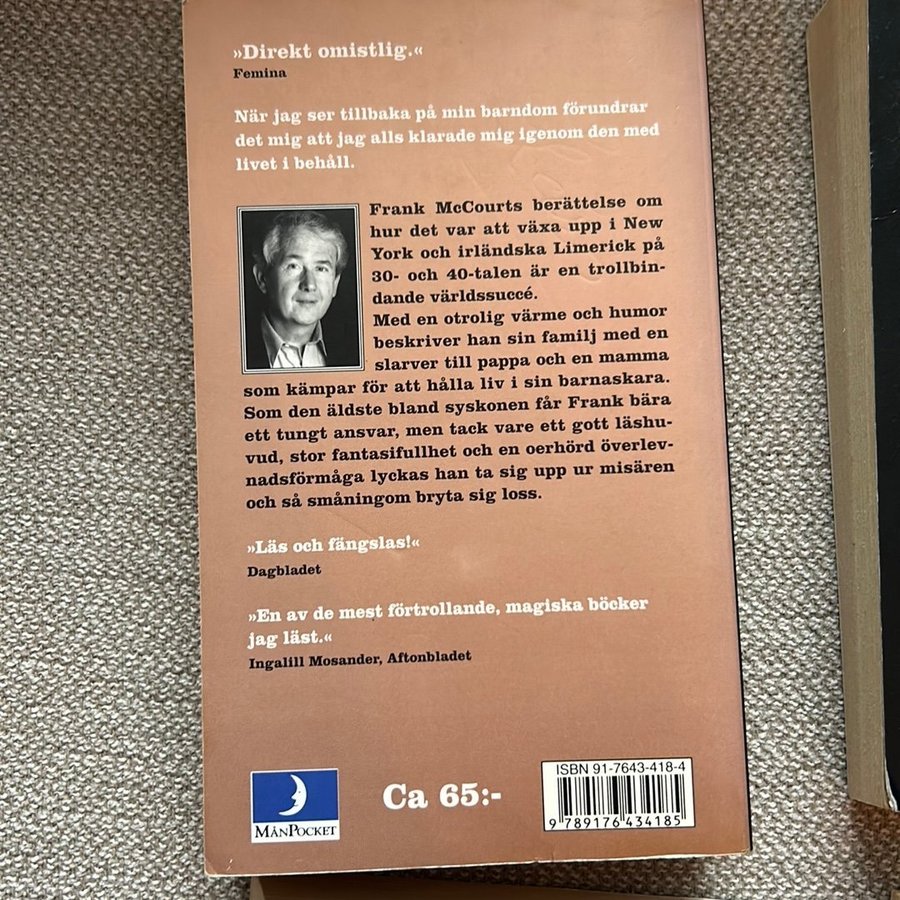 »Direkt omistlig.«
Femina
När jag ser tillbaka på min barndom förundrar
det mig att jag alls klarade mig igenom den med
livet i behåll.
Frank McCourts berättelse om
hur det var att växa upp i New
York och irländska Limerick på
30- och 40-talen är en trollbin-
dande världssuccé.
Med en otrolig värme och humor
beskriver han sin familj med en
slarver till pappa och en mamma
som kämpar för att hålla liv i sin barnaskara.
Som den äldste bland syskonen får Frank bära
ett tungt ansvar, men tack vare ett gott läshu-
vud, stor fantasifullhet och en oerhörd överlev-
nadsförmåga lyckas han ta sig upp ur misären
och så småningom bryta sig loss.
»Läs och fängslas!«
Dagbladet
»En av de mest förtrollande, magiska böcker
jag läst.«
Ingalill Mosander, Aftonbladet
MÅNPOCKET
Ca 65:-
ISBN 91-7643-418-4
9 789176 434185